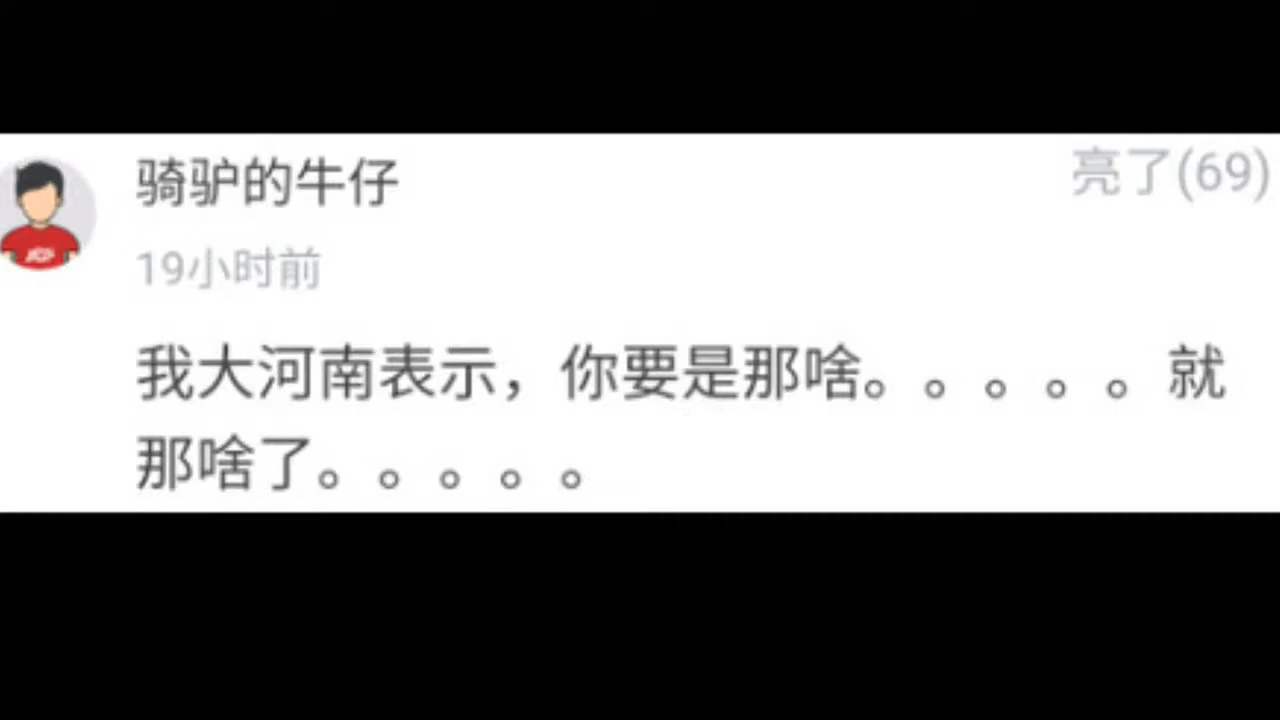 骑驴的牛仔
亮了(69)
19小时前
我大河南表示，你要是那啥。。。。。就
那啥了。。。。。